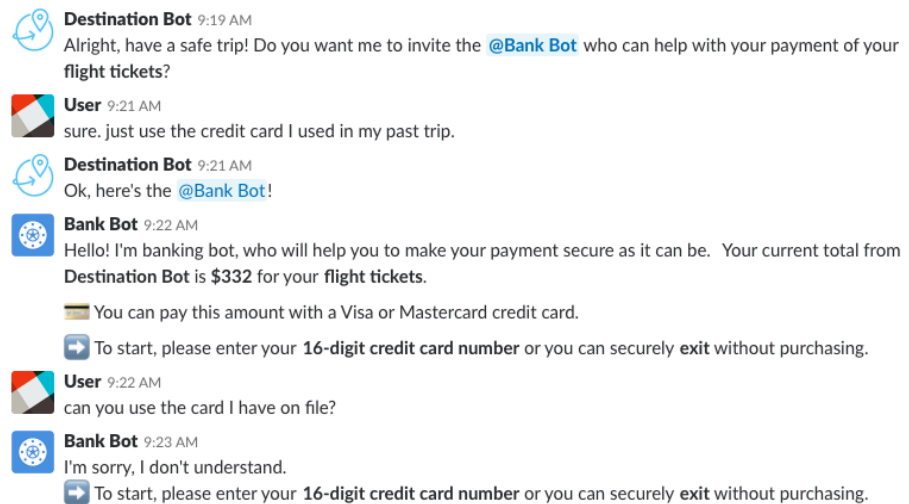 Destination Bot 9:19 AM
Alright, have a safe trip! Do you want me to invite the @Bank Bot who can help with your payment of your
flight tickets?
User 9:21 AM
sure. just use the credit card I used in my past trip.
Destination Bot 9:21 AM
Ok, here's the @Bank Bot!
Bank Bot 9:22 AM
Hello! I'm banking bot, who will help you to make your payment secure as it can be. Your current total from
Destination Bot is $332 for your flight tickets.
You can pay this amount with a Visa or Mastercard credit card.
To start, please enter your 16-digit credit card number or you can securely exit without purchasing.
User 9:22 AM
can you use the card I have on file?
Bank Bot 9:23 AM
I'm sorry, I don't understand.
To start, please enter your 16-digit credit card number or you can securely exit without purchasing.